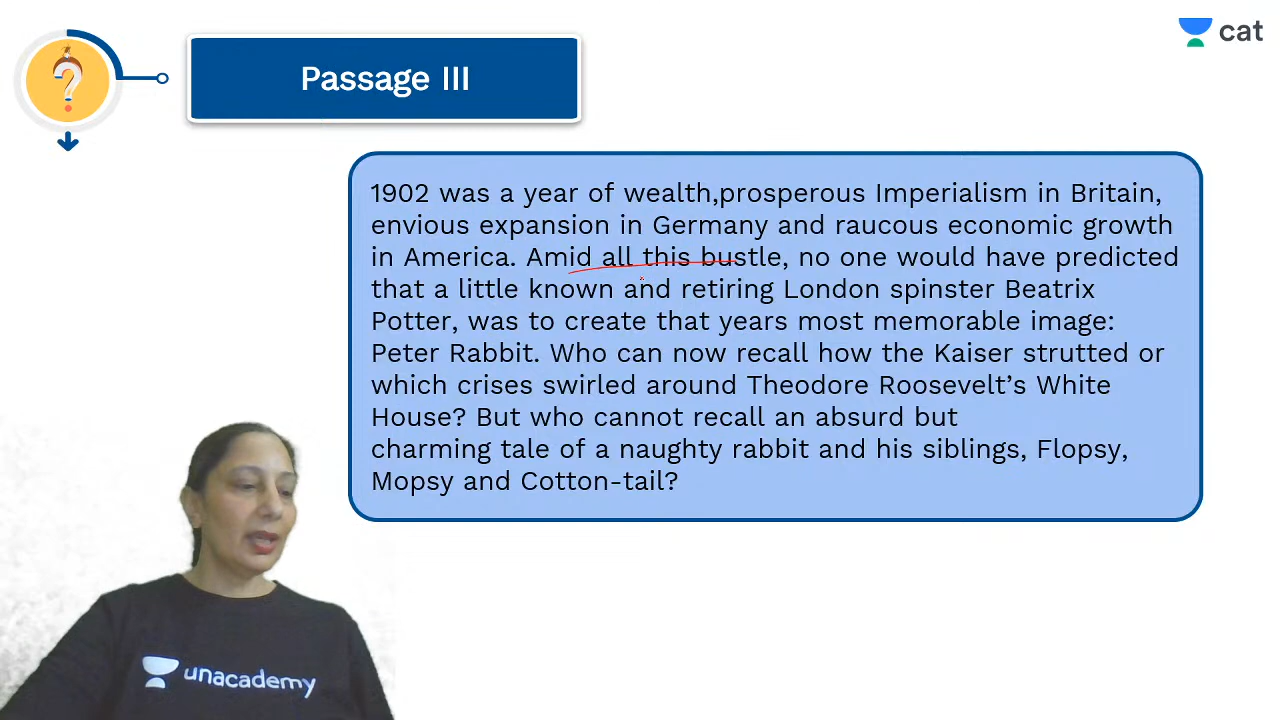 cat
Passage III
1902 was a year of wealth,prosperous Imperialism in Britain,
envious expansion in Germany and raucous economic growth
in America. Amid all this bustle, no one would have predicted
that a little known and retiring London spinster Beatrix
Potter, was to create that years most memorable image:
Peter Rabbit. Who can now recall how the Kaiser strutted or
which crises swirled around Theodore Roosevelt’s White
House? But who cannot recall an absurd but
charming tale of a naughty rabbit and his siblings, Flopsy,
Mopsy and Cotton-tail?
unacademy